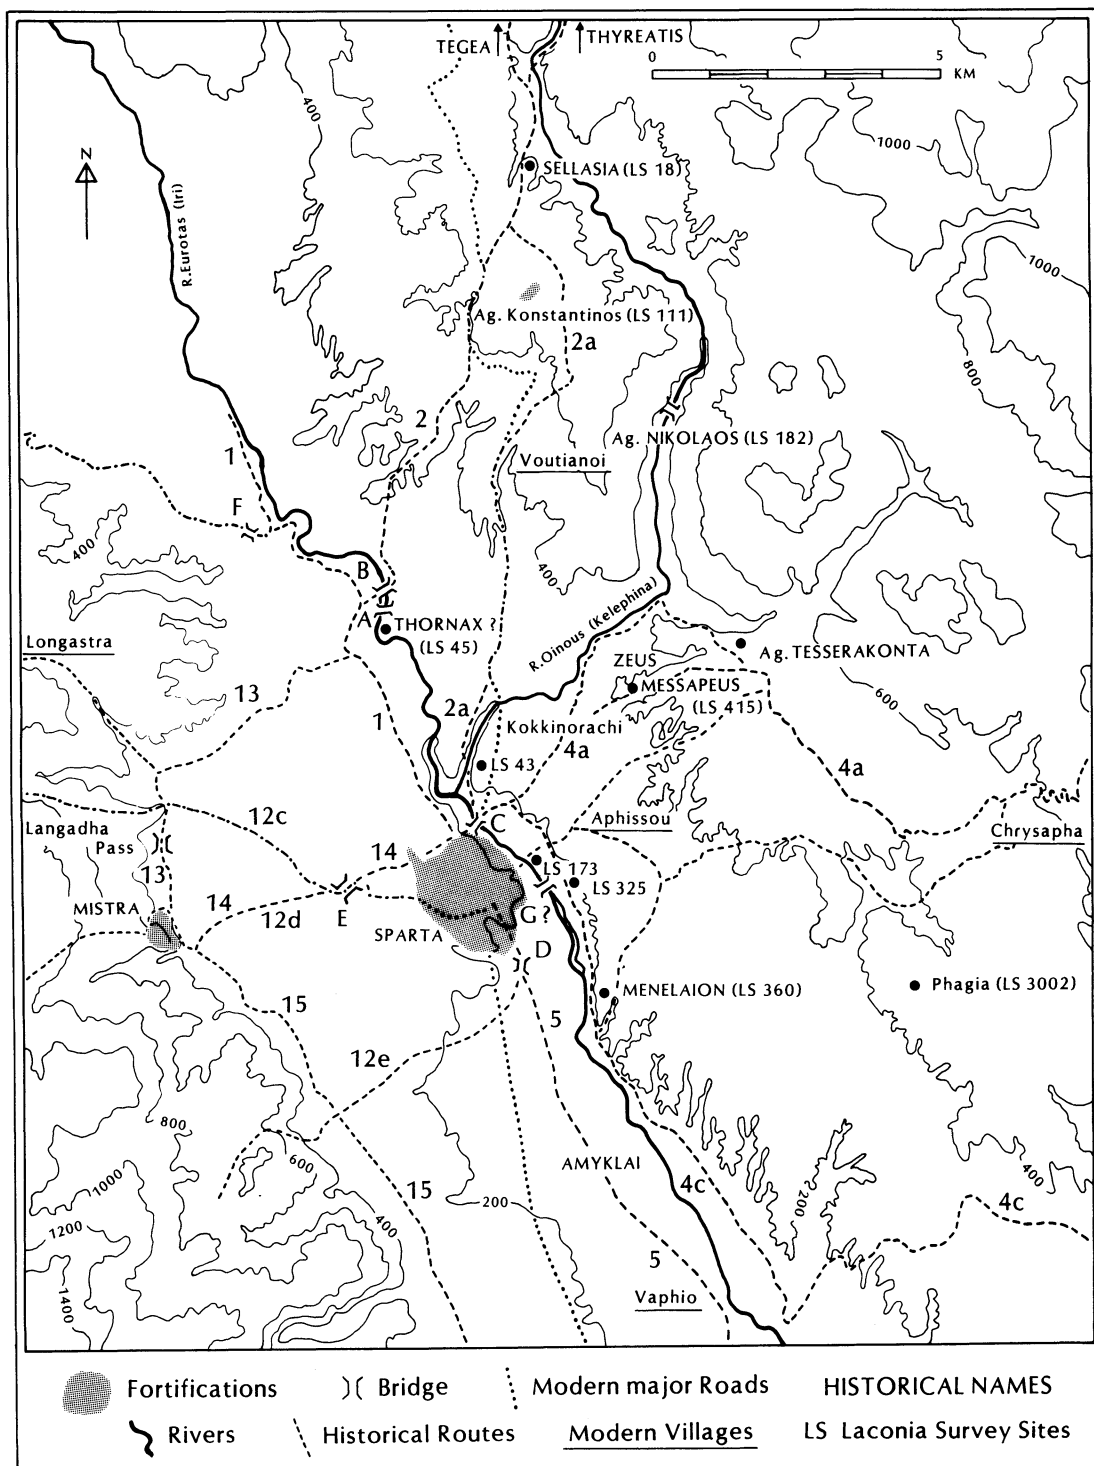 TEGEA
THYREATIS
0
5
KM
400
1000
N
SELLASIA (LS 18)
R.Eurotas (Iri)
1000
Ag. Konstantinos (LS 111)
2a
800
2
Ag. NIKOLAOS (LS 182)
1
Voutianoi
F
400
400
B
A
THORNAX ?
(LS 45)
R.Oinous (Kelephina)
Longastra
ZEUS
MESSAPEUS
(LS 415)
Ag. TESSERAKONTA
600
13
1
2a
Kokkinorachi
4a
LS 43
4a
12c
C
Aphissou
Chrysapha
Langadha
Pass
14
13
LS 173
LS 325
MISTRA
14
12d
E
SPARTA
G ?
D
MENELAION (LS 360)
Phagia (LS 3002)
15
5
12e
800
600
AMYKLAI
400
1000
15
200
4c
200
4c
1200
400
5
Vaphio
1400
Fortifications
Bridge
Modern major Roads
HISTORICAL NAMES
Rivers
Historical Routes
Modern Villages
LS Laconia Survey Sites